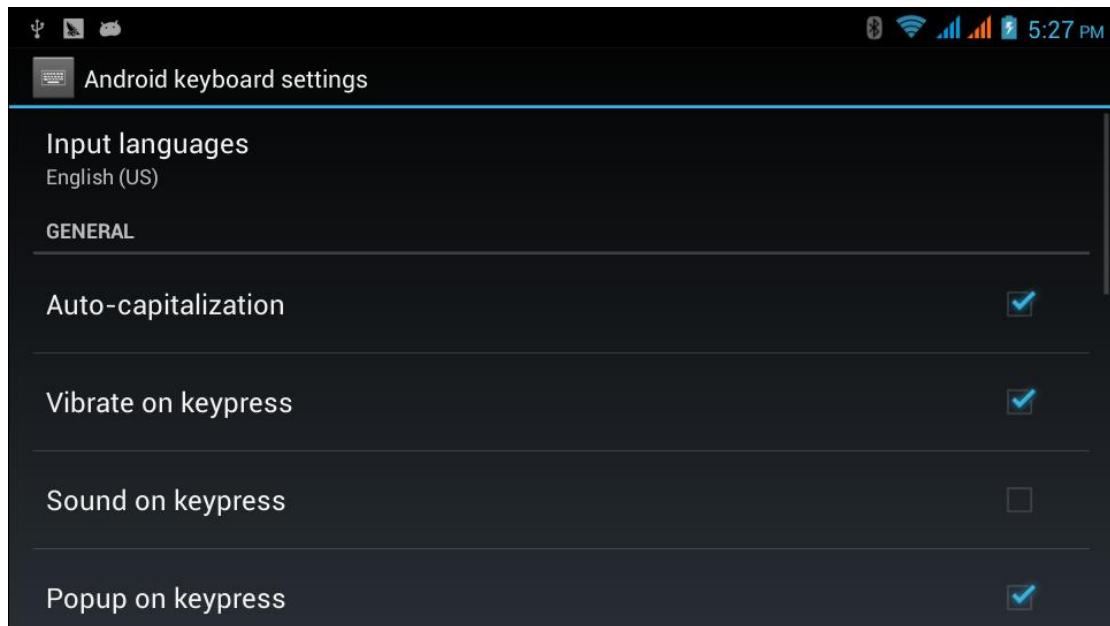 5:27 PM
Android keyboard settings
Input languages
English (US)
GENERAL
Auto-capitalization
Vibrate on keypress
Sound on keypress
Popup on keypress